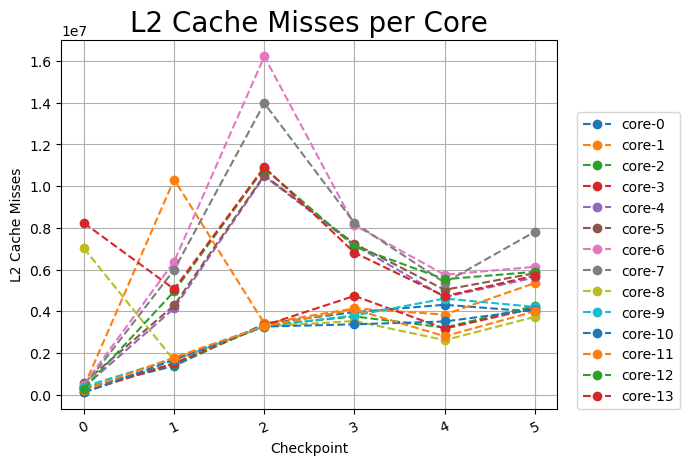 L2 Cache Misses per Core
1e7
1.6
1.4
1.2
1.0
0.8
0.6
0.4
0.2
0.0
L2 Cache Misses
0 1 2 3 4 5
Checkpoint
core-0
core-1
core-2
core-3
core-4
core-5
core-6
core-7
core-8
core-9
core-10
core-11
core-12
core-13